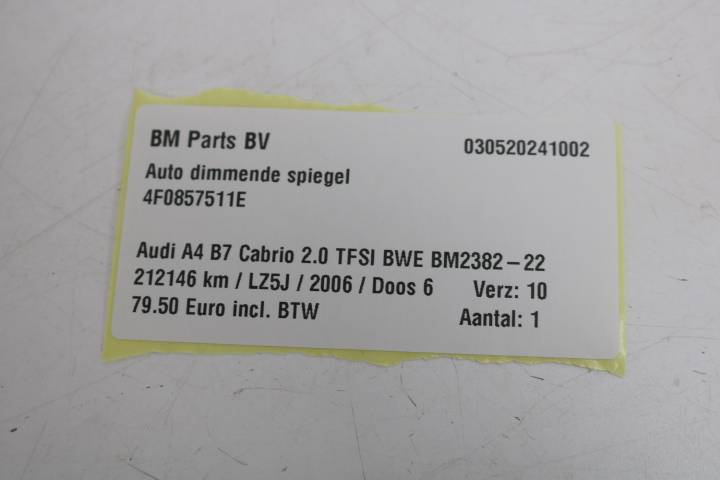 BM Parts BV 030520241002
Auto dimmende spiegel
4F0857511E
Audi A4 B7 Cabrio 2.0 TFSI BWE BM2382-22
212146 km / LZ5J / 2006 / Doos 6 Verz: 10
79.50 Euro incl. BTW Aantal: 1